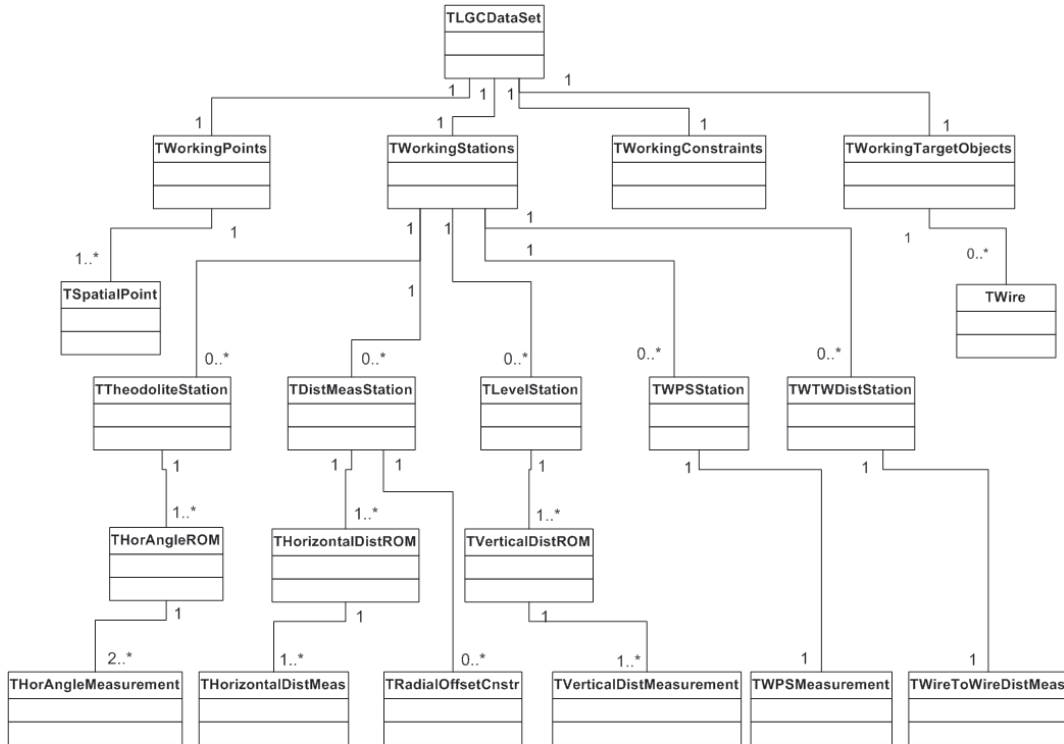 TLGCDataSet
1
1
1
1
1
1
1
1
TWorkingPoints
TWorkingStations
TWorkingConstraints
TWorkingTargetObjects
1
1
1
1
1
1
1
1..*
1
0..*
TSpatialPoint
TWire
0..*
0..*
0..*
0..*
0..*
TTheodoliteStation
TDistMeasStation
TLevelStation
TWPSStation
TWTWDistStation
1
1
1
1
1
1
1..*
1..*
1..*
THorAngleROM
THorizontalDistROM
TVerticalDistROM
1
1
1
2..*
1..*
0..*
1..*
1
1
THorAngleMeasurement
THorizontalDistMeas
TRadialOffsetCnstr
TVerticalDistMeasurement
TWPSMeasurement
TWireToWireDistMeas